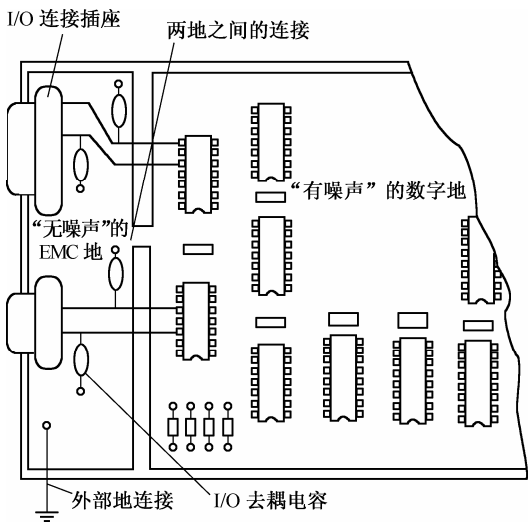 I/O 连接插座
两地之间的连接
“有噪声”的数字地
“无噪声”的
EMC 地
外部地连接
I/O 去耦电容